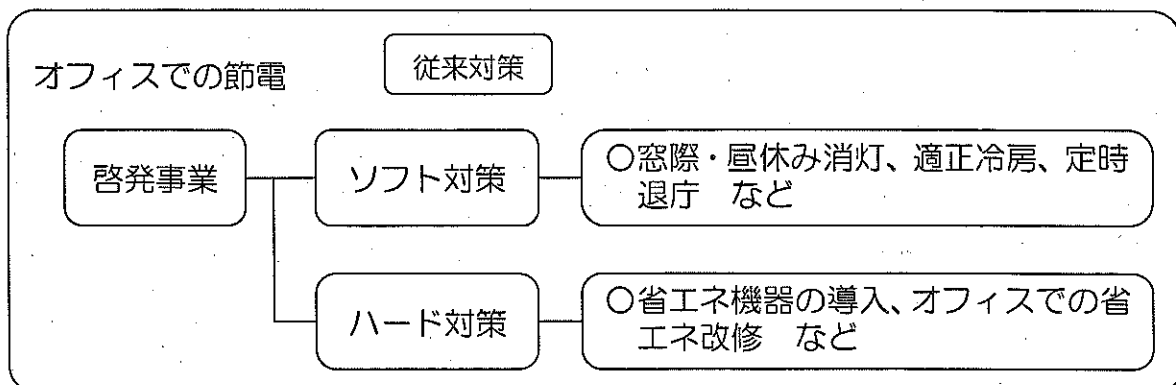 オフィスでの節電
従来対策
啓発事業
ソフト対策
○窓際・昼休み消灯、適正冷房、定時
退庁　など
ハード対策
○省エネ機器の導入、オフィスでの省
エネ改修　など